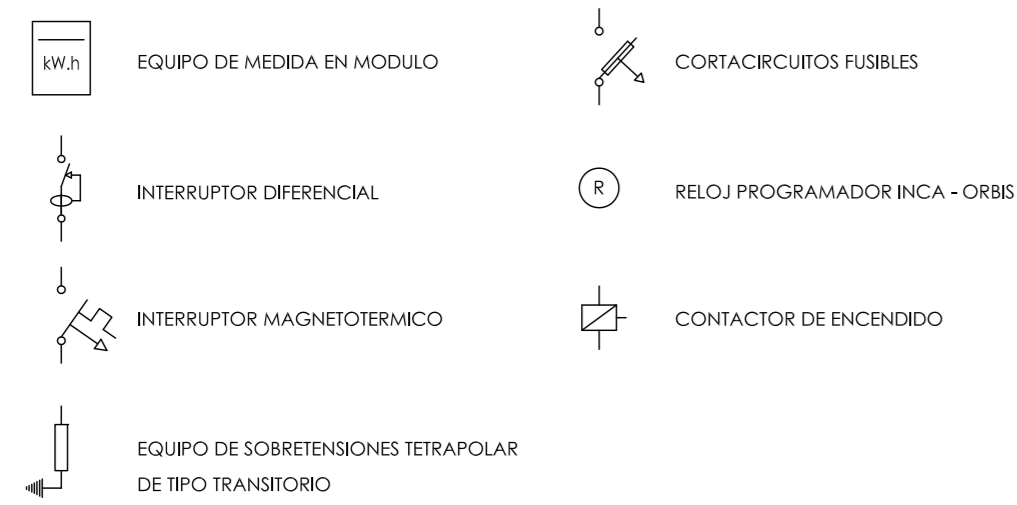 kW.h
EQUIPO DE MEDIDA EN MODULO
CORTACIRCUITOS FUSIBLES
INTERRUPTOR DIFERENCIAL
R
RELOJ PROGRAMADOR INCA - ORBIS
INTERRUPTOR MAGNETOTERMICO
CONTACTOR DE ENCENDIDO
EQUIPO DE SOBRETENSIONES TETRAPOLAR
DE TIPO TRANSITORIO